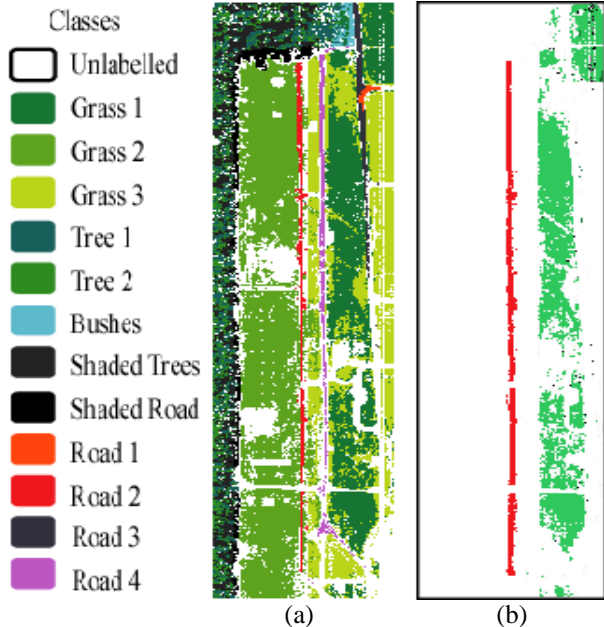 Classes
Unlabelled
Grass 1
Grass 2
Grass 3
Tree 1
Tree 2
Bushes
Shaded Trees
Shaded Road
Road 1
Road 2
Road 3
Road 4
(a)
(b)